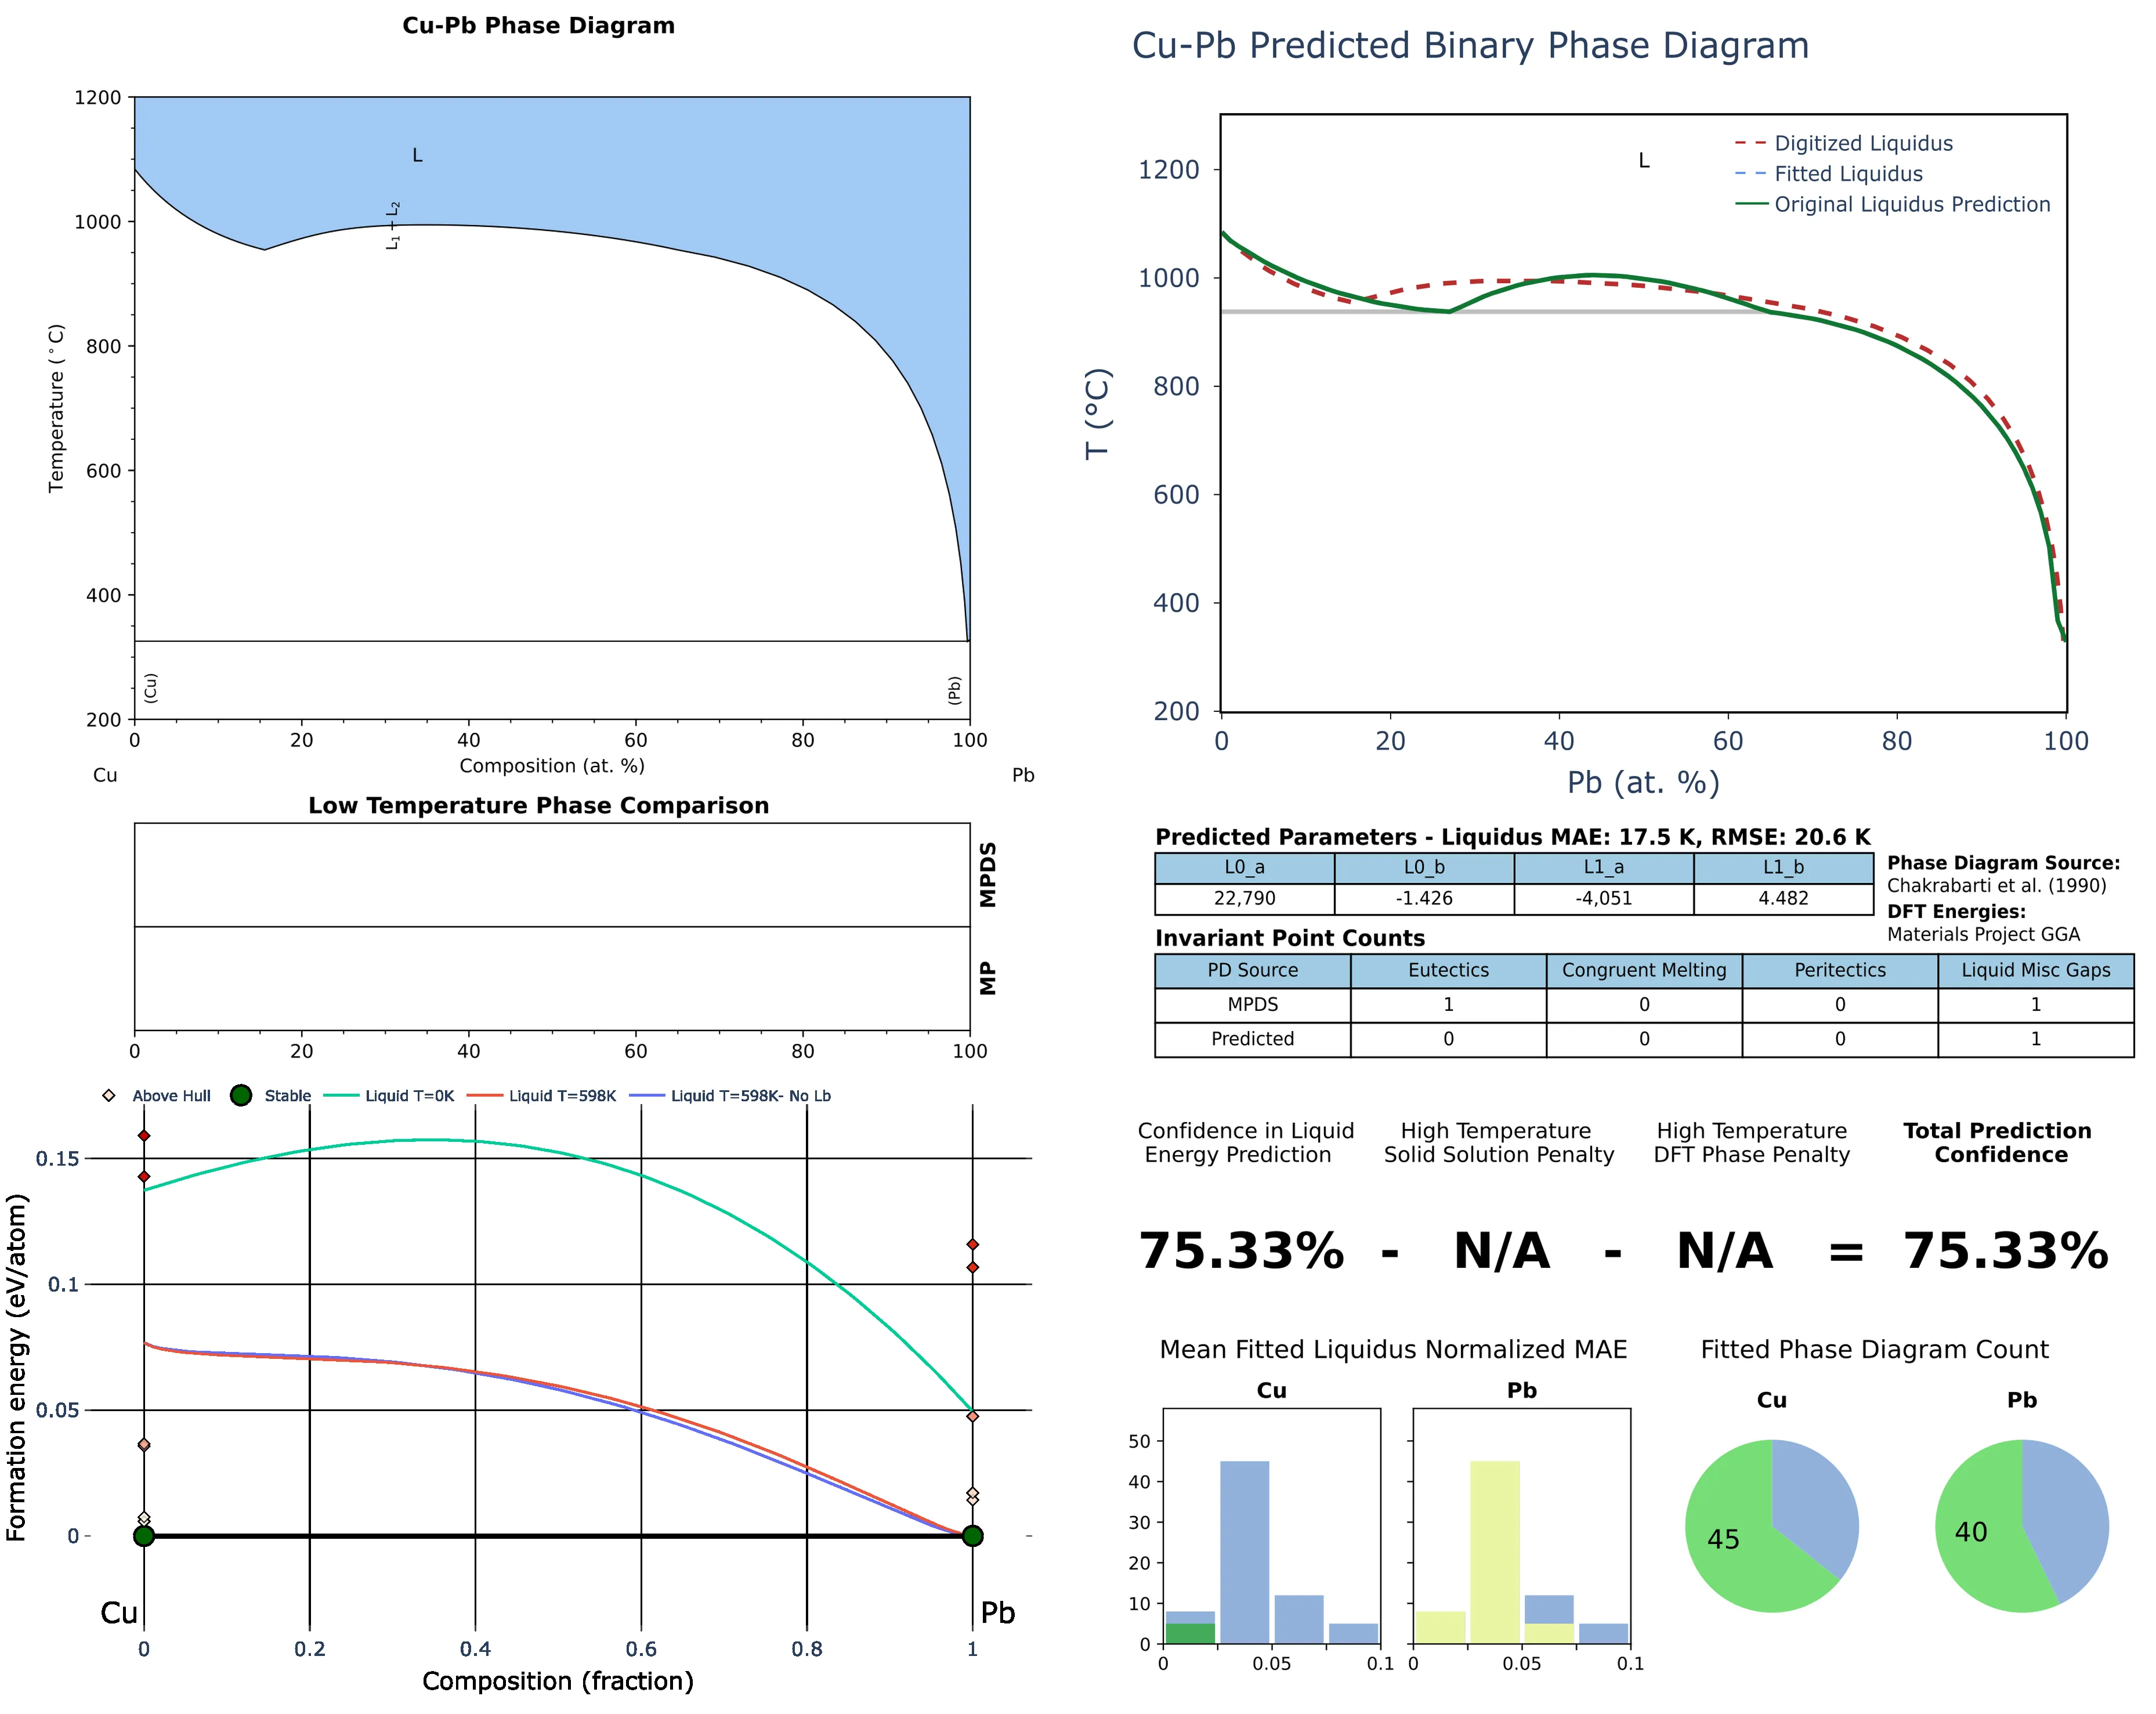 Cu-Pb Phase Diagram
1200
1000
800
600
400
200
Temperature (°C)
L
L1 + L2
(Cu)
(Pb)
0 20 40 60 80 100
Composition (at. %)
Cu Pb
Low Temperature Phase Comparison
MPDS
MP
0 20 40 60 80 100
Above Hull Stable Liquid T=0K Liquid T=598K Liquid T=598K- No Lb
0.15
0.1
0.05
0
Formation energy (eV/atom)
Cu Pb
0 0.2 0.4 0.6 0.8 1
Composition (fraction)
Cu-Pb Predicted Binary Phase Diagram
L
Digitized Liquidus
Fitted Liquidus
Original Liquidus Prediction
1200
1000
800
600
400
200
T (°C)
0 20 40 60 80 100
Pb (at. %)
Predicted Parameters - Liquidus MAE: 17.5 K, RMSE: 20.6 K
L0_a L0_b L1_a L1_b
22,790 -1.426 -4,051 4.482
Phase Diagram Source:
Chakrabarti et al. (1990)
DFT Energies:
Materials Project GGA
Invariant Point Counts
PD Source Eutectics Congruent Melting Peritectics Liquid Misc Gaps
MPDS 1 0 0 1
Predicted 0 0 0 1
Confidence in Liquid
Energy Prediction
High Temperature
Solid Solution Penalty
High Temperature
DFT Phase Penalty
Total Prediction
Confidence
75.33% - N/A - N/A = 75.33%
Mean Fitted Liquidus Normalized MAE
Cu Pb
50
40
30
20
10
0
0 0.05 0.1 0 0.05 0.1
Fitted Phase Diagram Count
Cu Pb
45 40